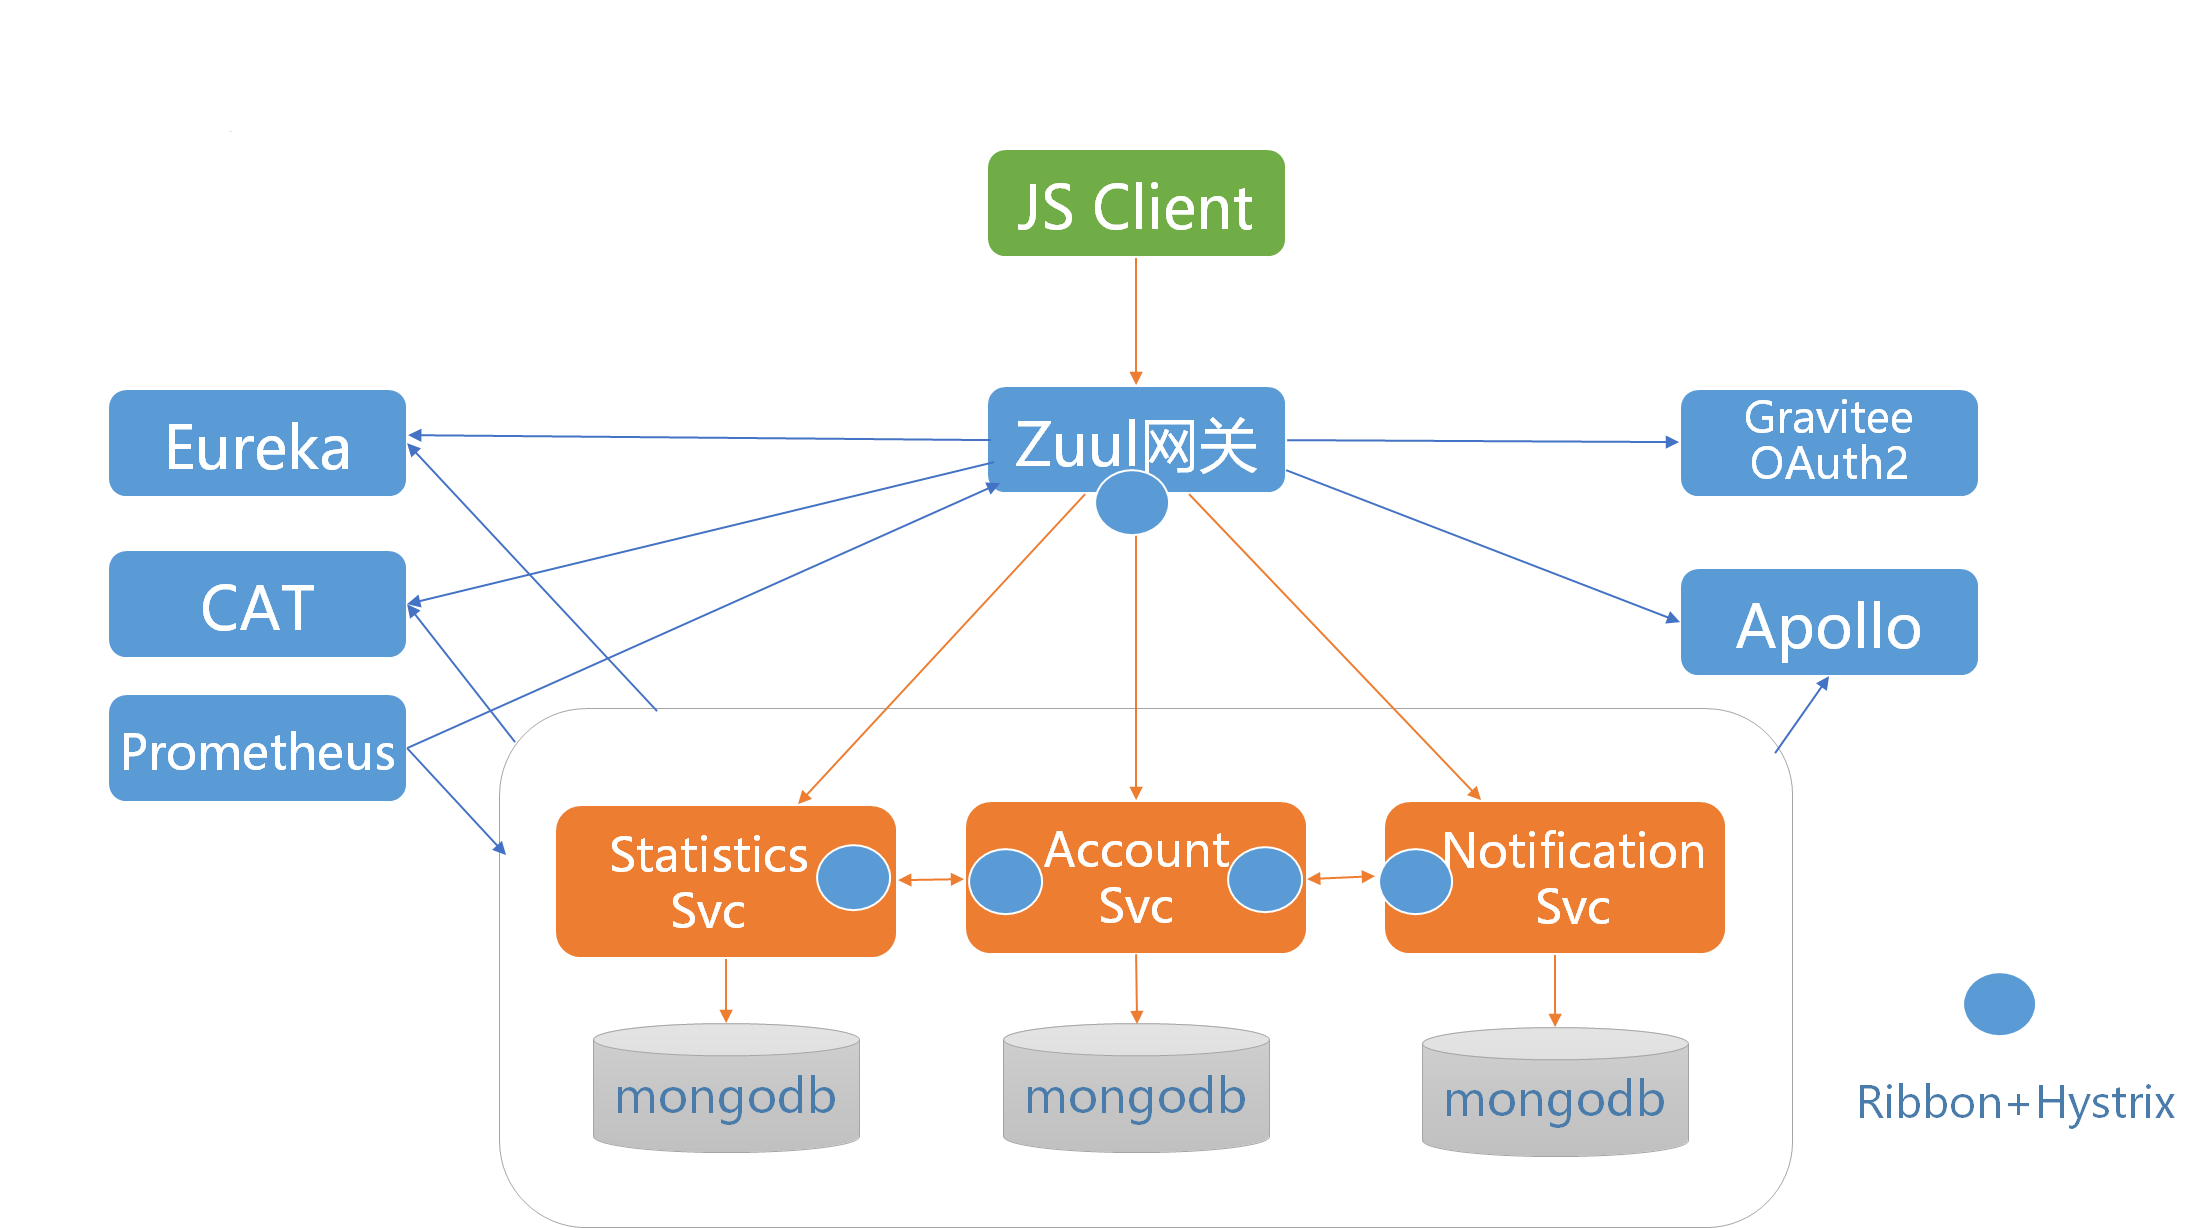 JS Client
Eureka
Zuul网关
Gravitee
OAuth2
CAT
Apollo
Prometheus
Statistics
Svc
Account
Svc
Notification
Svc
mongodb
mongodb
mongodb
Ribbon+Hystrix